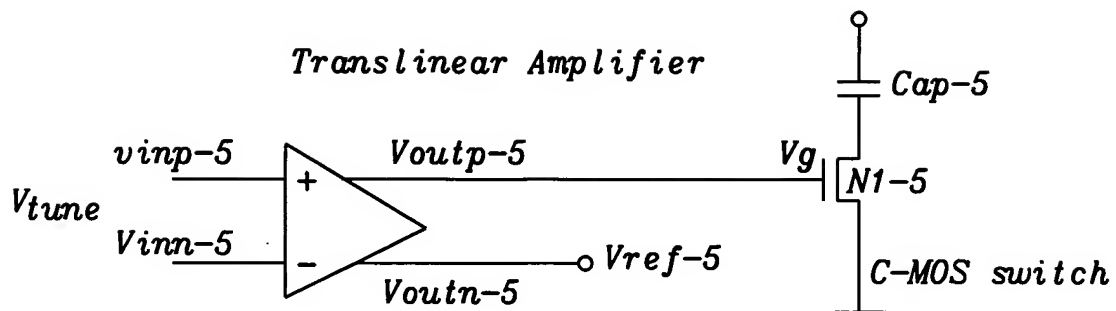 Translinear Amplifier
Cap-5
vinp-5
Voutp-5
Vg
+
N1-5
Vtune
Vinn-5
-
Vref-5
Voutn-5
C-MOS switch